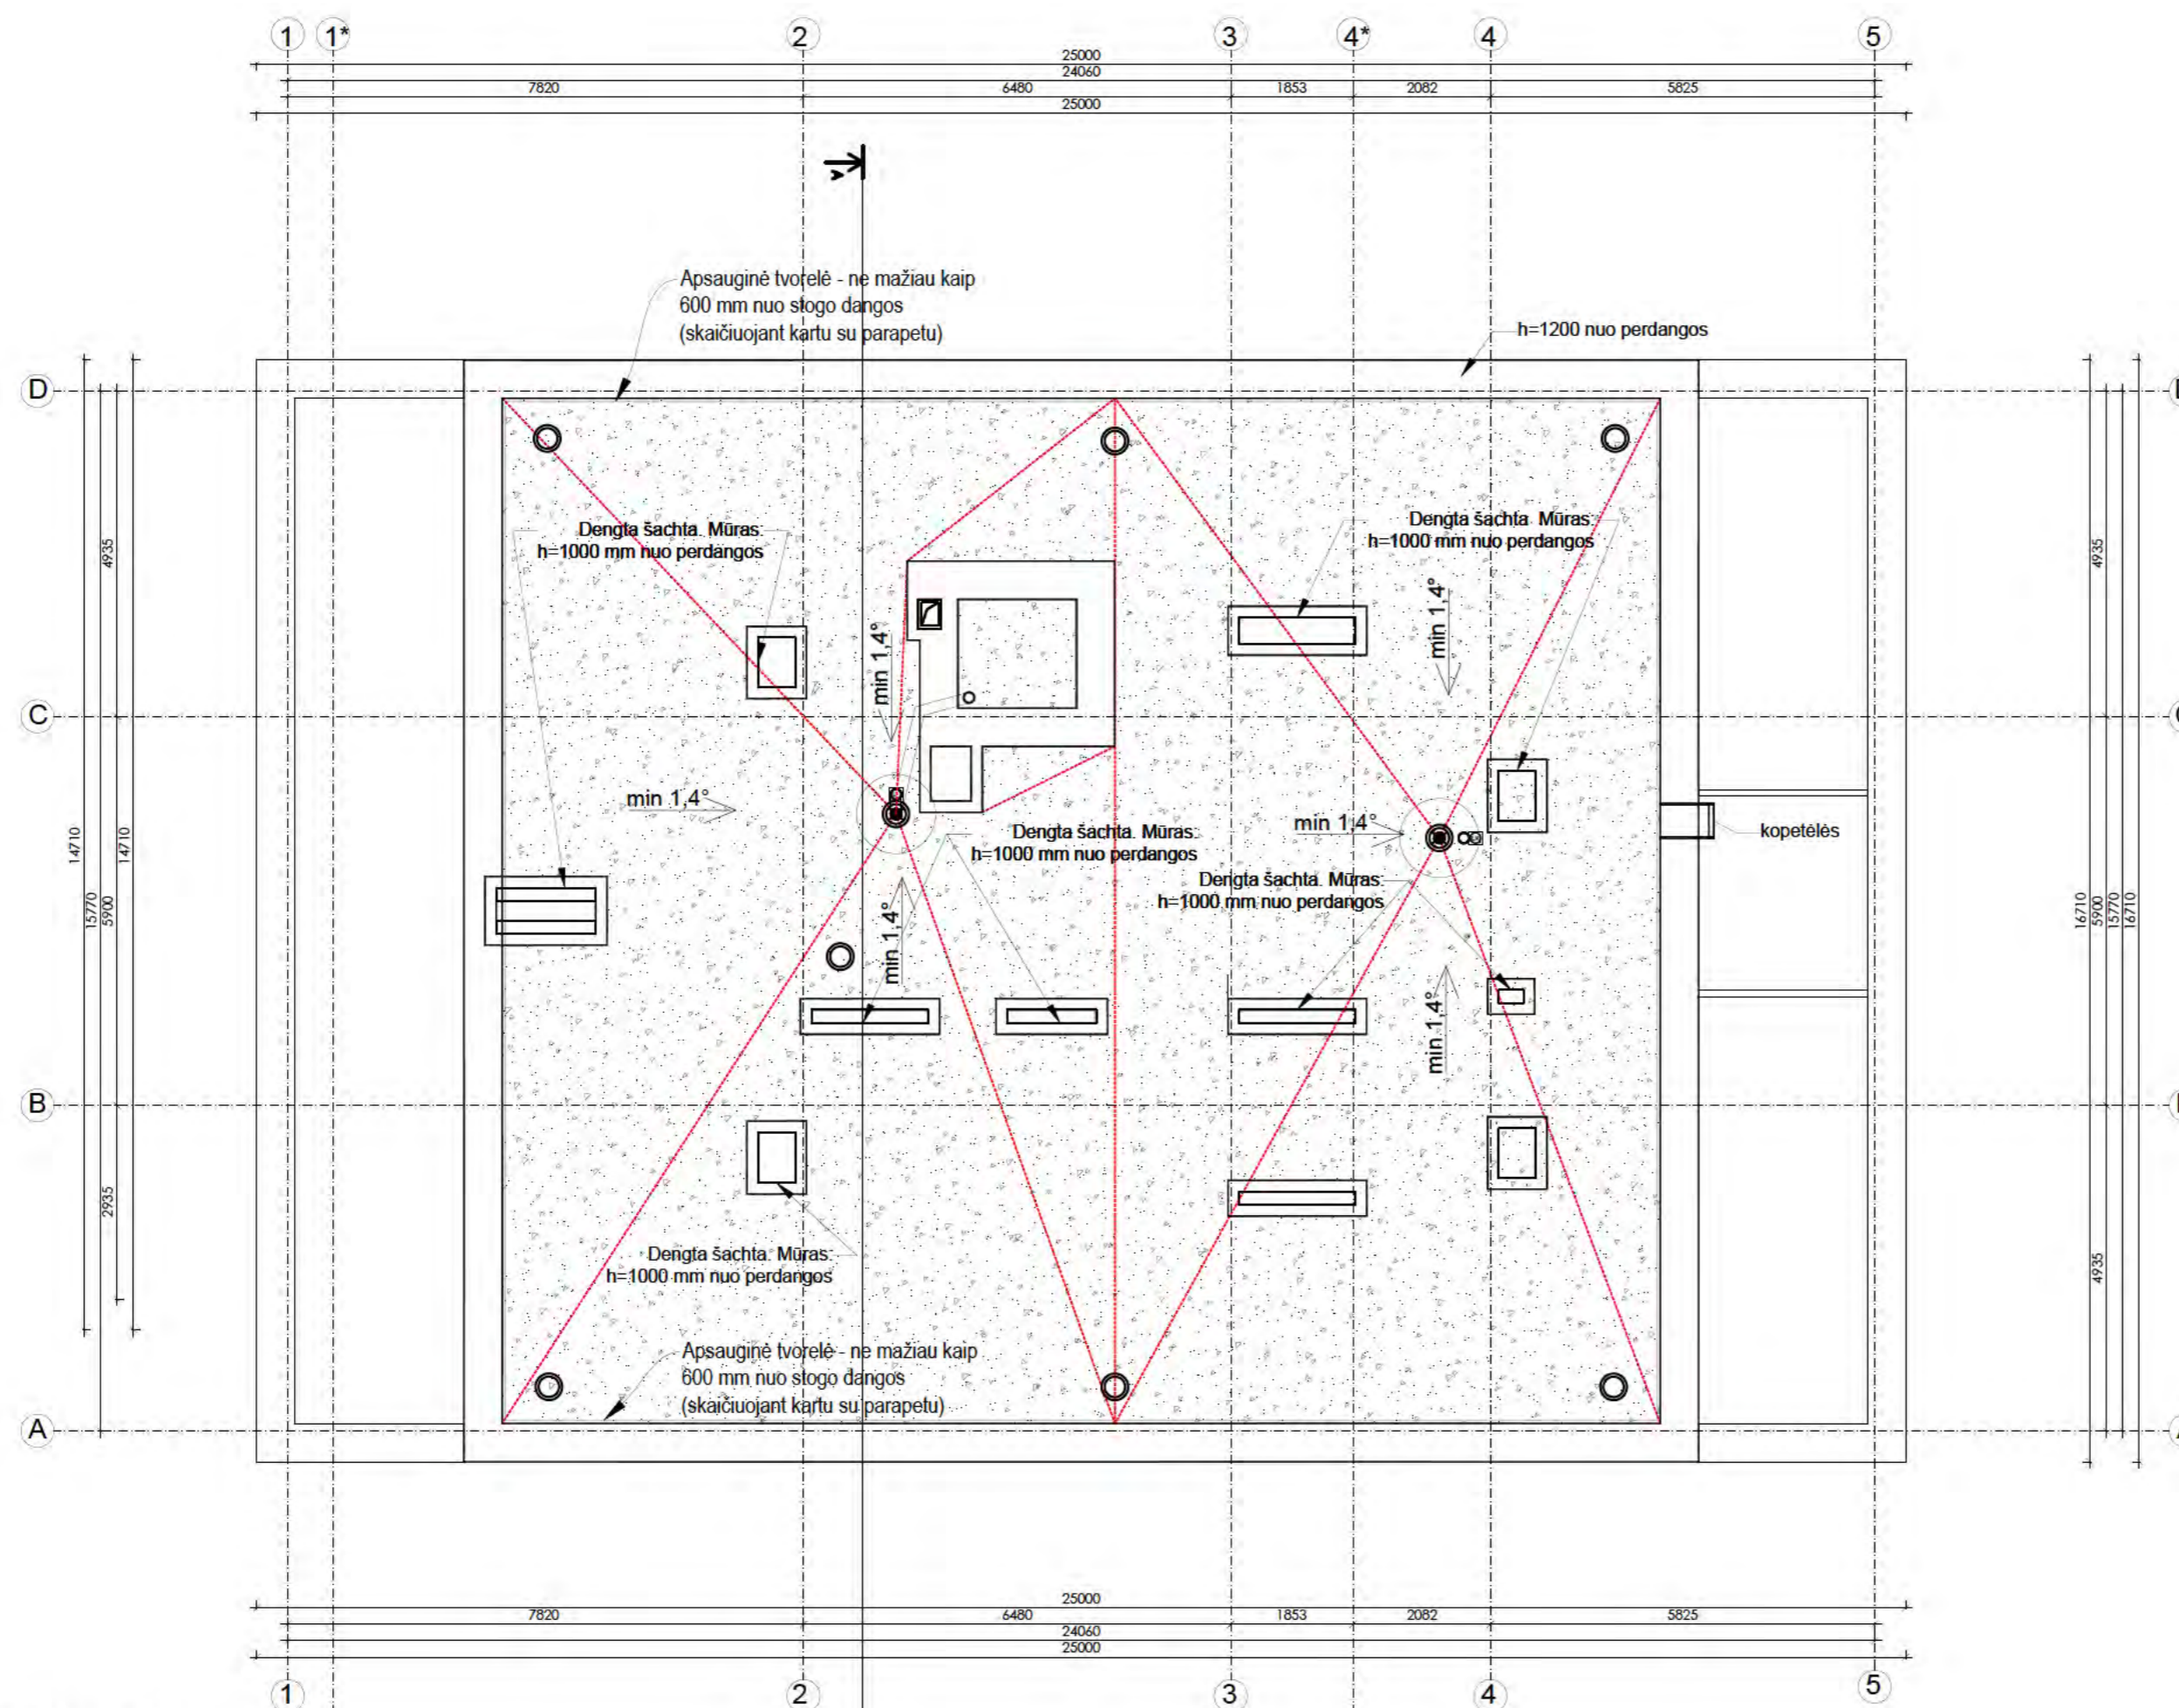 1 1* 2 3 4* 4 5
25000
24060
7820 6480 1853 2082 5825
25000
Apsauginė tvorelė - ne mažiau kaip
600 mm nuo stogo dangos
(skaičiuojant kartu su parapetu)
h=1200 nuo perdangos
D
Dengta šachta. Mūras:
h=1000 mm nuo perdangos
Dengta šachta. Mūras:
h=1000 mm nuo perdangos
4935
4935
min 1,4°
min 1,4°
C
min 1,4°
min 1,4°
kopetėlės
Dengta šachta. Mūras:
h=1000 mm nuo perdangos
Dengta šachta. Mūras:
h=1000 mm nuo perdangos
14710
15770
5900
14710
16710
5900
15770
16710
min 1,4°
min 1,4°
B
2935
4935
Dengta šachta. Mūras:
h=1000 mm nuo perdangos
Apsauginė tvorelė - ne mažiau kaip
600 mm nuo stogo dangos
(skaičiuojant kartu su parapetu)
A
25000
7820 6480 1853 2082 5825
24060
25000
1 2 3 4 5